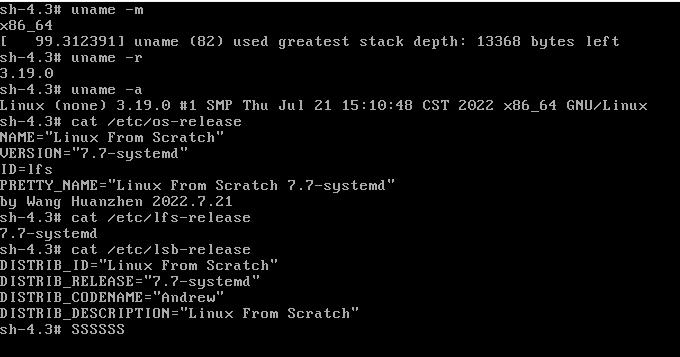 sh-4.3# uname -m
x86_64
[   99.312391] uname (82) used greatest stack depth: 13368 bytes left
sh-4.3# uname -r
3.19.0
sh-4.3# uname -a
Linux (none) 3.19.0 #1 SMP Thu Jul 21 15:10:48 CST 2022 x86_64 GNU/Linux
sh-4.3# cat /etc/os-release
NAME="Linux From Scratch"
VERSION="7.7-systemd"
ID=lfs
PRETTY_NAME="Linux From Scratch 7.7-systemd"
by Wang Huanzhen 2022.7.21
sh-4.3# cat /etc/lfs-release
7.7-systemd
sh-4.3# cat /etc/lsb-release
DISTRIB_ID="Linux From Scratch"
DISTRIB_RELEASE="7.7-systemd"
DISTRIB_CODENAME="Andrew"
DISTRIB_DESCRIPTION="Linux From Scratch"
sh-4.3# SSSSSS